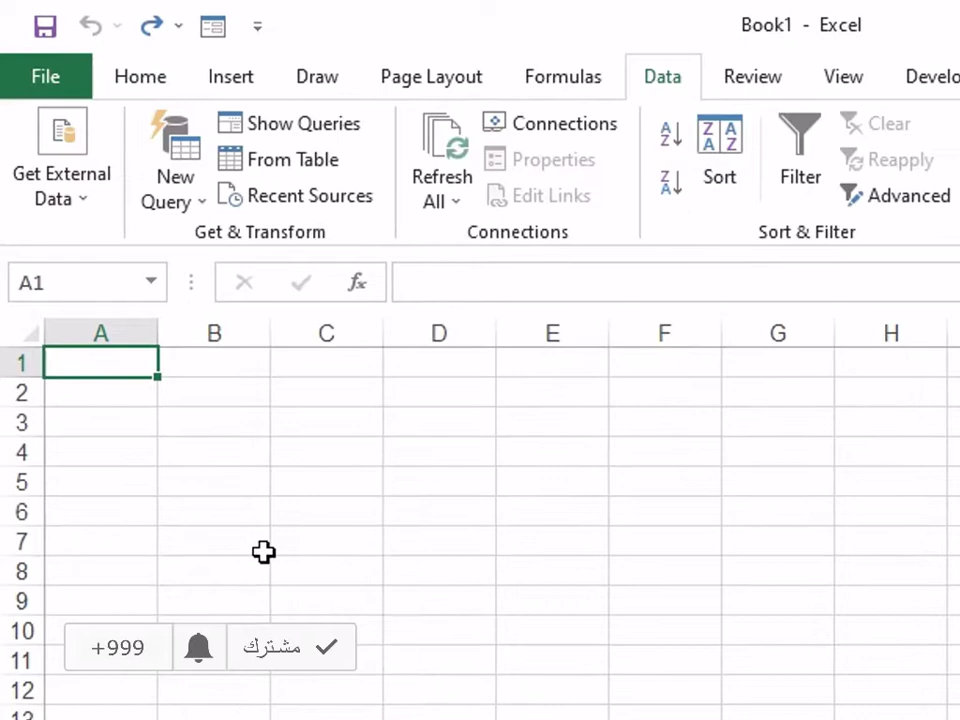 Book1 - Excel
File Home Insert Draw Page Layout Formulas Data Review View Develo
Get External Data
New Query
Show Queries
From Table
Recent Sources
Get & Transform
Refresh All
Connections
Properties
Edit Links
Connections
Sort
Filter
Clear
Reapply
Advanced
Sort & Filter
A1
fx
A B C D E F G H
1
2
3
4
5
6
7
8
9
10
11
12
13
+999 مشترك